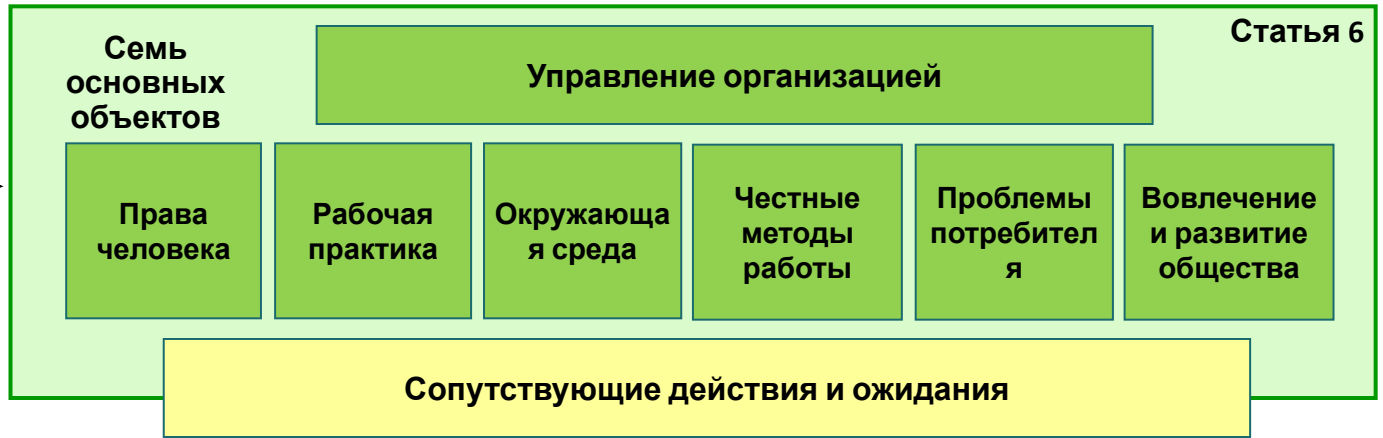 Семь
основных
объектов
Управление организацией
Статья 6
Права
человека
Рабочая
практика
Окружающа
я среда
Честные
методы
работы
Проблемы
потребител
я
Вовлечение
и развитие
общества
Сопутствующие действия и ожидания